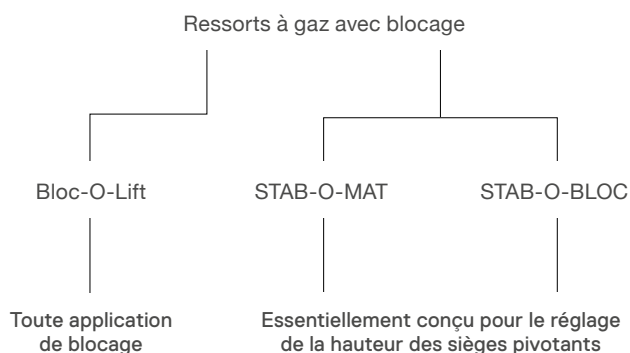 Ressorts à gaz avec blocage
Bloc-O-Lift
STAB-O-MAT
STAB-O-BLOC
Toute application
de blocage
Essentiellement conçu pour le réglage
de la hauteur des sièges pivotants